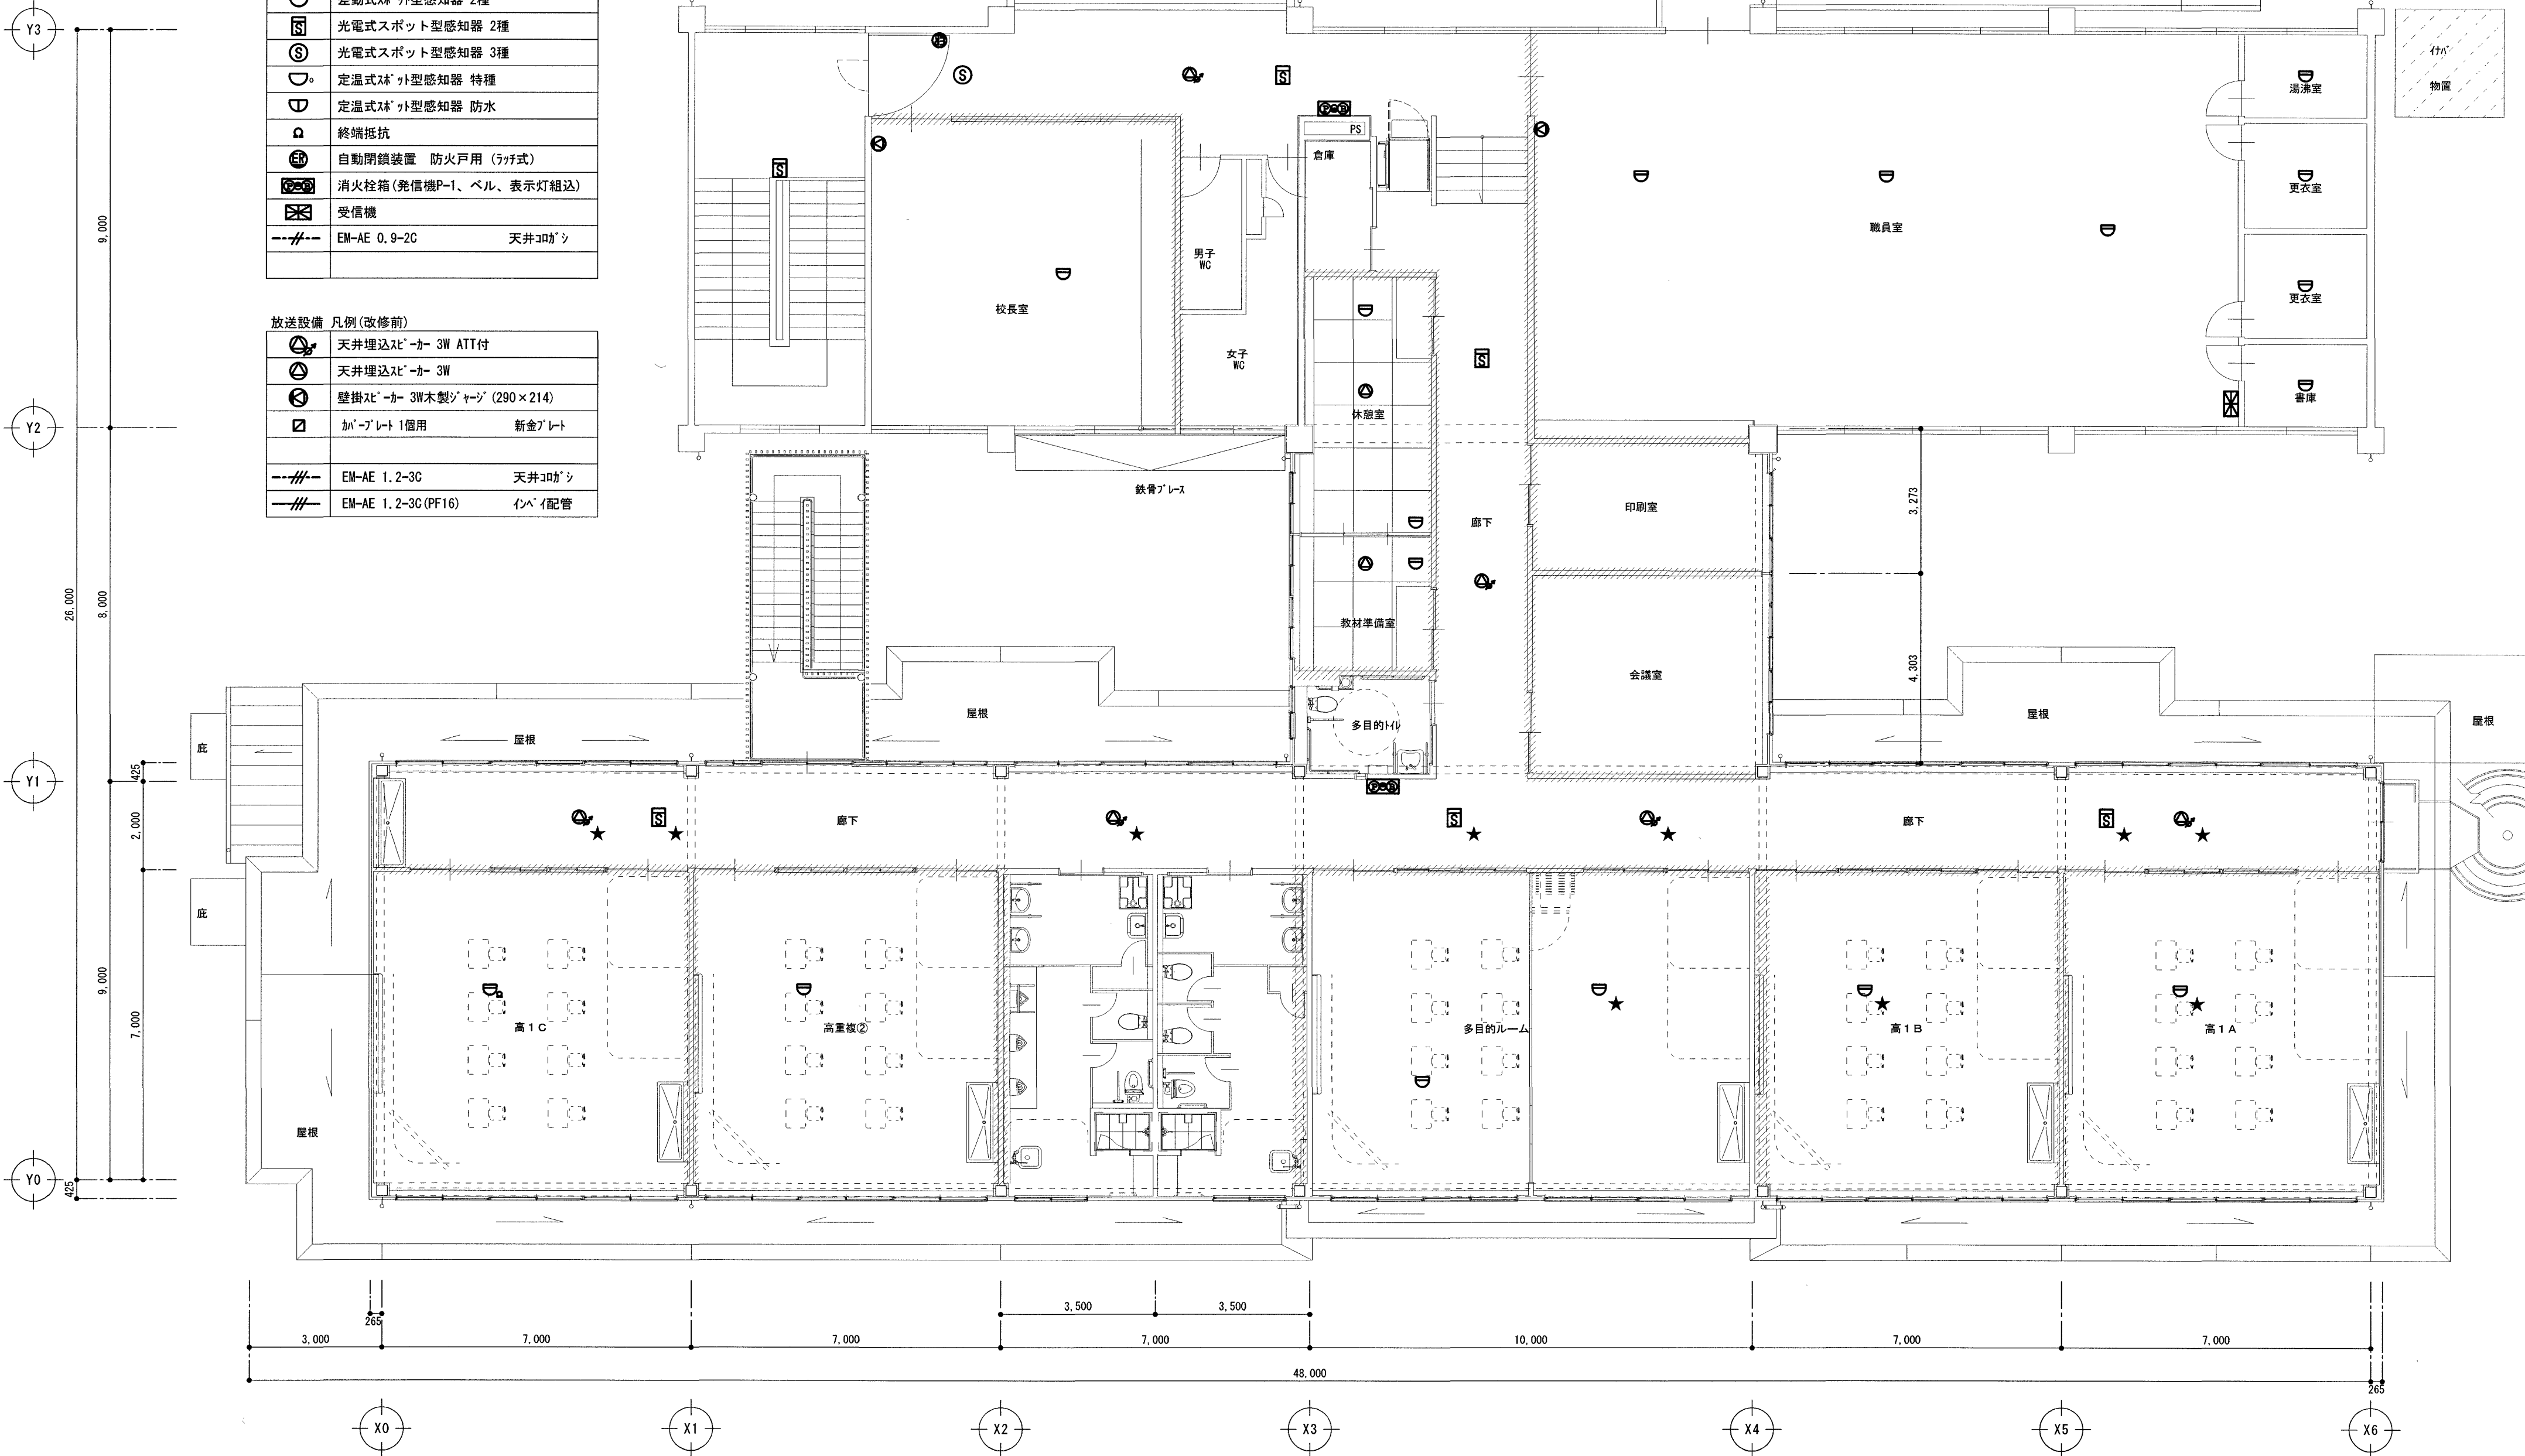 差動式ｽﾎﾟｯﾄ型感知器 2種
S 光電式スポット型感知器 2種
S 光電式スポット型感知器 3種
定温式ｽﾎﾟｯﾄ型感知器 特種
定温式ｽﾎﾟｯﾄ型感知器 防水
Ω 終端抵抗
ER 自動閉鎖装置 防火戸用 (ﾗｯﾁ式)
消火栓箱(発信機P-1、ベル、表示灯組込)
受信機
EM-AE 0.9-2C 天井ｺﾛｶﾞｼ
放送設備 凡例(改修前)
天井埋込ｽﾋﾟｰｶｰ 3W ATT付
天井埋込ｽﾋﾟｰｶｰ 3W
壁掛ｽﾋﾟｰｶｰ 3W木製ｼﾞｬｰｼﾞ(290×214)
ｶﾊﾞｰﾌﾟﾚｰﾄ 1個用 新金ﾌﾟﾚｰﾄ
EM-AE 1.2-3C 天井ｺﾛｶﾞｼ
EM-AE 1.2-3C(PF16) ｲﾝﾍﾟｲ配管
Y3
Y2
Y1
Y0
9,000
8,000
26,000
425
2,000
9,000
7,000
425
S
S
S
PS
倉庫
男子
WC
女子
WC
校長室
職員室
湯沸室
更衣室
更衣室
書庫
ｲﾅﾊﾞ
物置
休憩室
S
鉄骨ﾌﾞﾚｰｽ
廊下
印刷室
3,273
教材準備室
会議室
4,303
多目的ﾄｲﾚ
屋根
屋根
屋根
屋根
庇
庇
S
廊下
S
廊下
S
高1C
高重複②
多目的ルーム
高1B
高1A
屋根
3,500
3,500
265
3,000
7,000
7,000
7,000
10,000
7,000
7,000
48,000
265
X0
X1
X2
X3
X4
X5
X6